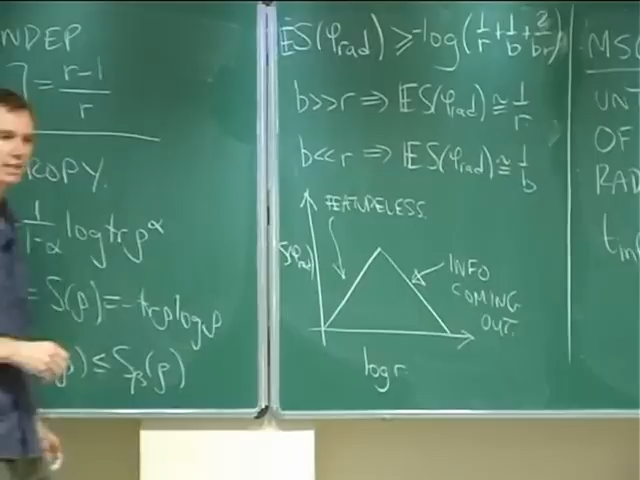 NDEP
] = r-1/r
ROPY.
1/1-α log tr ρ^α
= S(ρ) = -tr ρ log ρ
ρ) ≤ S_β(ρ)
ES(φ_rad) ≥ -log(1/r + 1/b + 2/br)
b>>r ⇒ ES(φ_rad) ≅ 1/r
b<<r ⇒ ES(φ_rad) ≅ 1/b
FEATURELESS.
S(φ_rad)
INFO
COMING
OUT.
log r
MS
UNT
OF
RAD
t_inf